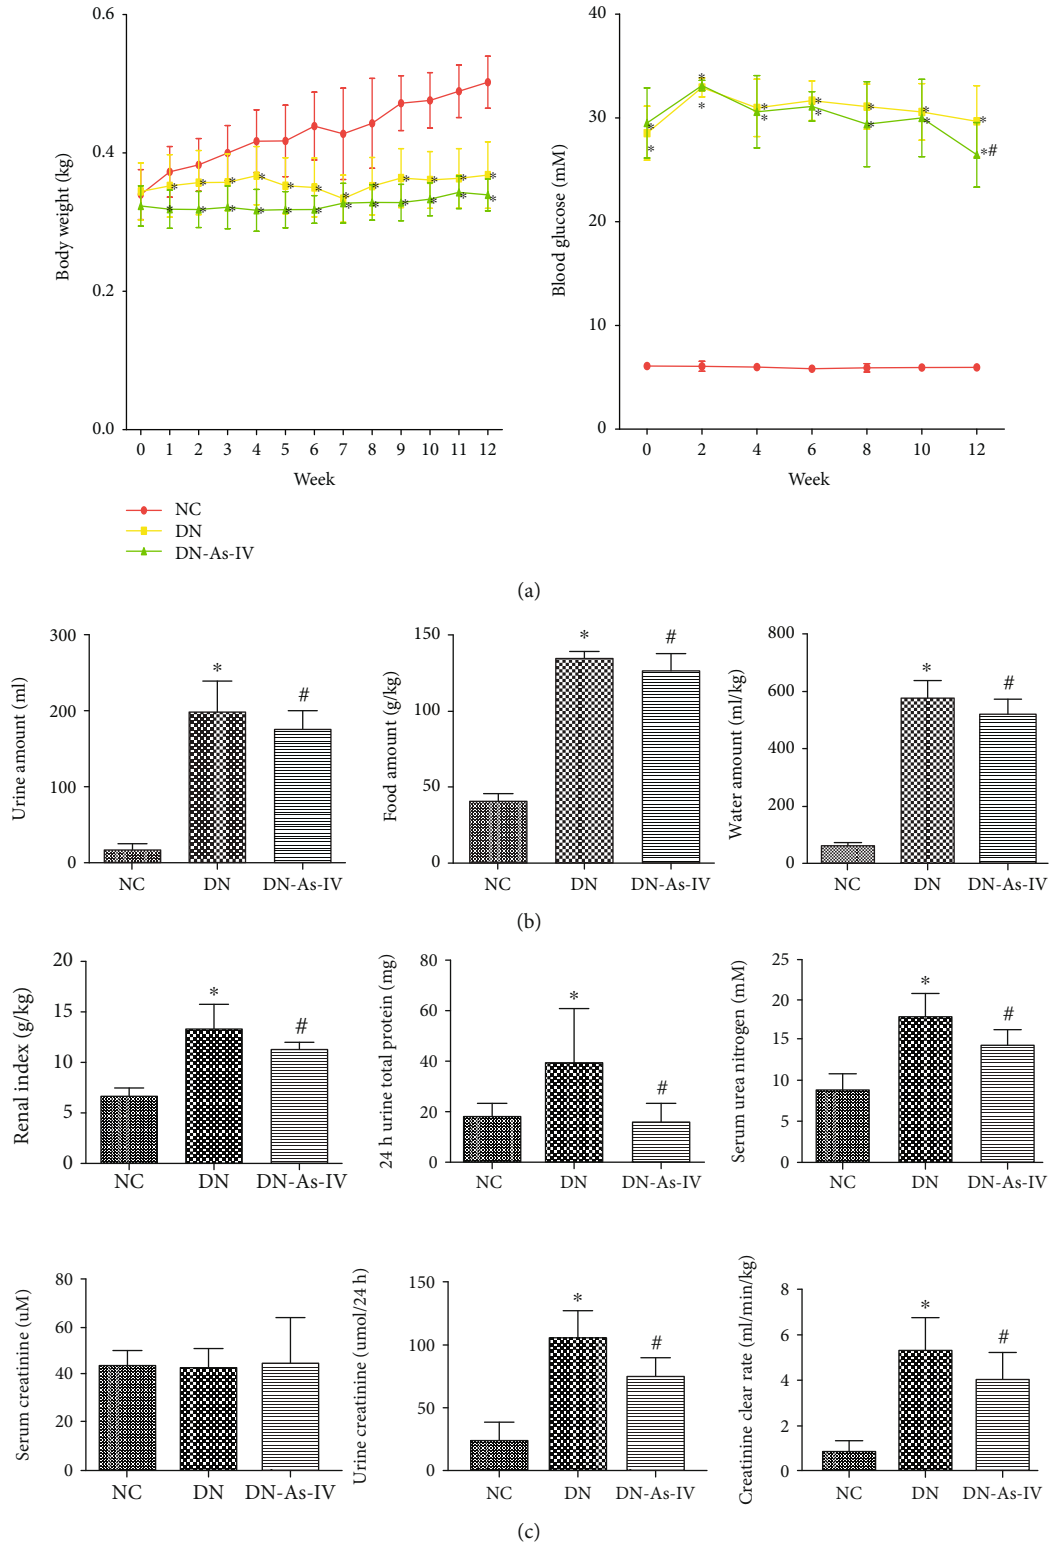 Body weight (kg)
0.6
0.4
0.2
0.0
0 1 2 3 4 5 6 7 8 9 10 11 12
Week
* * * * * * * * * * * *
* * * * * * * * * * * *
Blood glucose (mM)
40
30
20
10
0
0 2 4 6 8 10 12
Week
* * * * * * *
* * * * * * *#
NC
DN
DN-As-IV
(a)
Urine amount (ml)
300
200
100
0
* #
NC DN DN-As-IV
Food amount (g/kg)
150
100
50
0
* #
NC DN DN-As-IV
Water amount (ml/kg)
800
600
400
200
0
* #
NC DN DN-As-IV
(b)
Renal index (g/kg)
20
15
10
5
0
* #
NC DN DN-As-IV
24 h urine total protein (mg)
80
60
40
20
0
* #
NC DN DN-As-IV
Serum urea nitrogen (mM)
25
20
15
10
5
0
* #
NC DN DN-As-IV
Serum creatinine (uM)
80
60
40
20
0
NC DN DN-As-IV
Urine creatinine (umol/24 h)
150
100
50
0
* #
NC DN DN-As-IV
Creatinine clear rate (ml/min/kg)
8
6
4
2
0
* #
NC DN DN-As-IV
(c)